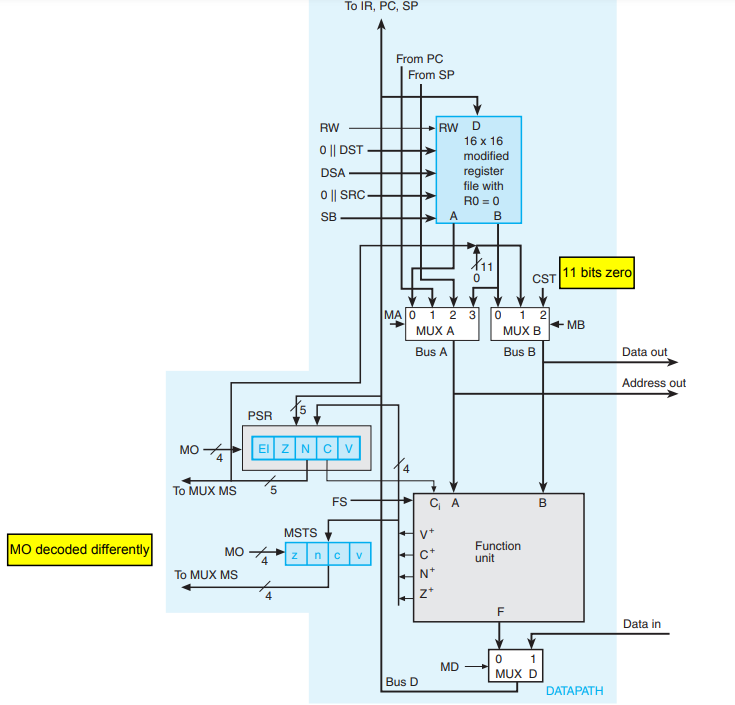 To IR, PC, SP
From PC
From SP
RW
RW D
0 || DST
16 x 16
modified
DSA
register
file with
0 || SRC
R0 = 0
SB
A B
11
0
CST
11 bits zero
MA
0 1 2 3
MUX A
0 1 2
MUX B
MB
Bus A
Bus B
Data out
Address out
5
PSR
MO
4
EI Z N C V
To MUX MS
5
4
FS
Ci A B
MSTS
V+
MO decoded differently
MO
4
z n c v
C+
Function
unit
To MUX MS
N+
4
Z+
F
Data in
0 1
MD
MUX D
Bus D
DATAPATH